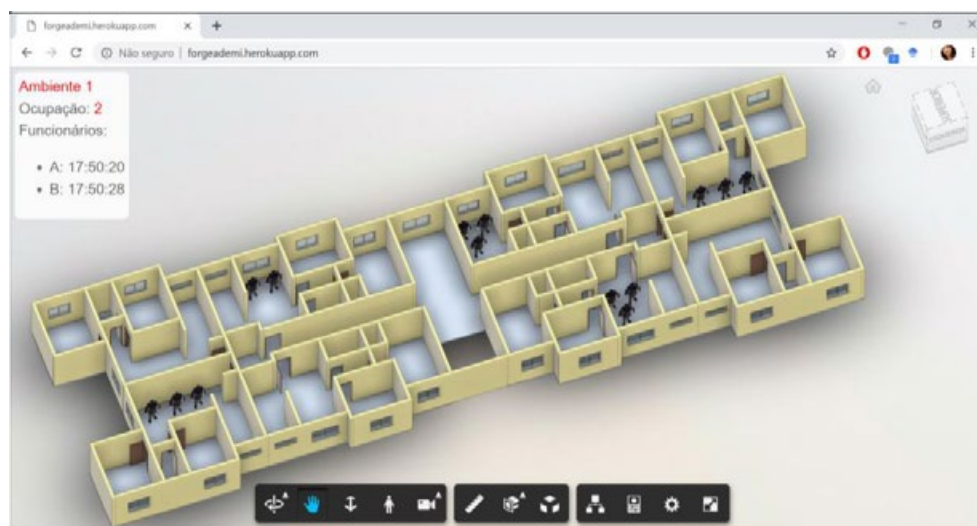 forgeademi.herokuapp.com
Não seguro | forgeademi.herokuapp.com
Ambiente 1
Ocupação: 2
Funcionários:
• A: 17:50:20
• B: 17:50:28